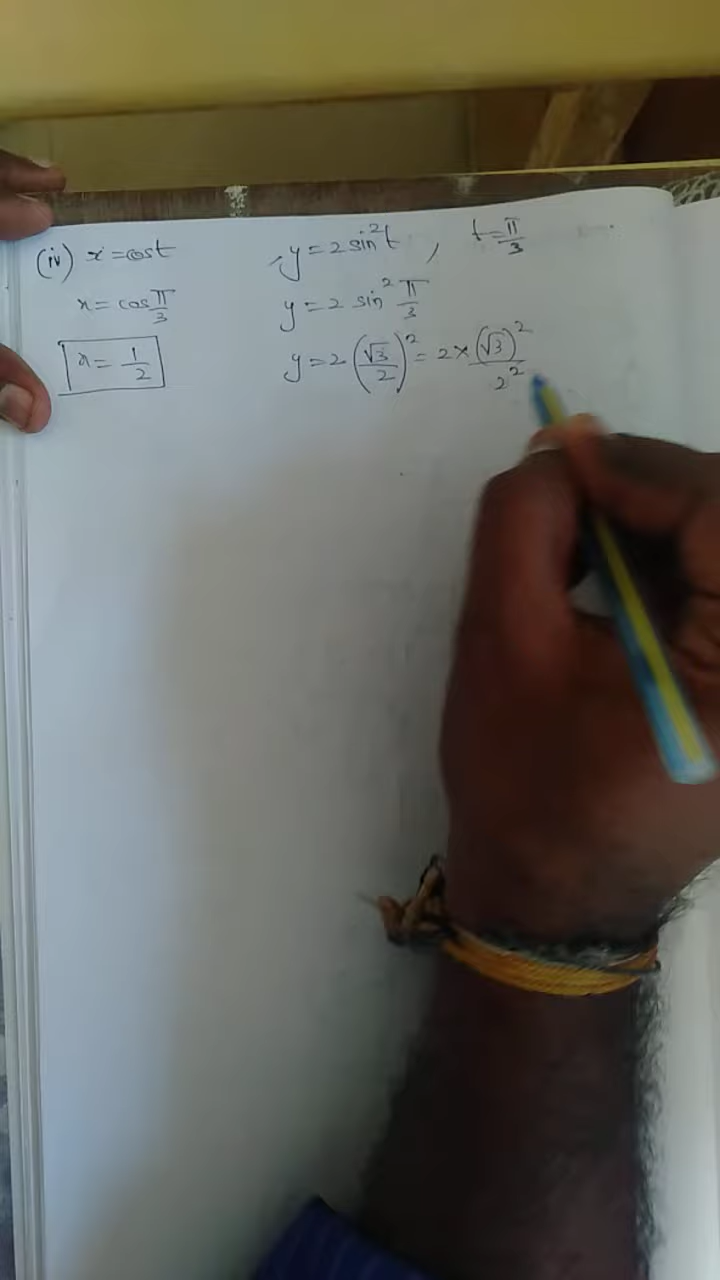 (iv) x = cost , y = 2 sin²t , t = π/3
x = cos π/3 y = 2 sin² π/3
x = 1/2 y = 2 (√3/2)² = 2 × (√3)²/2²